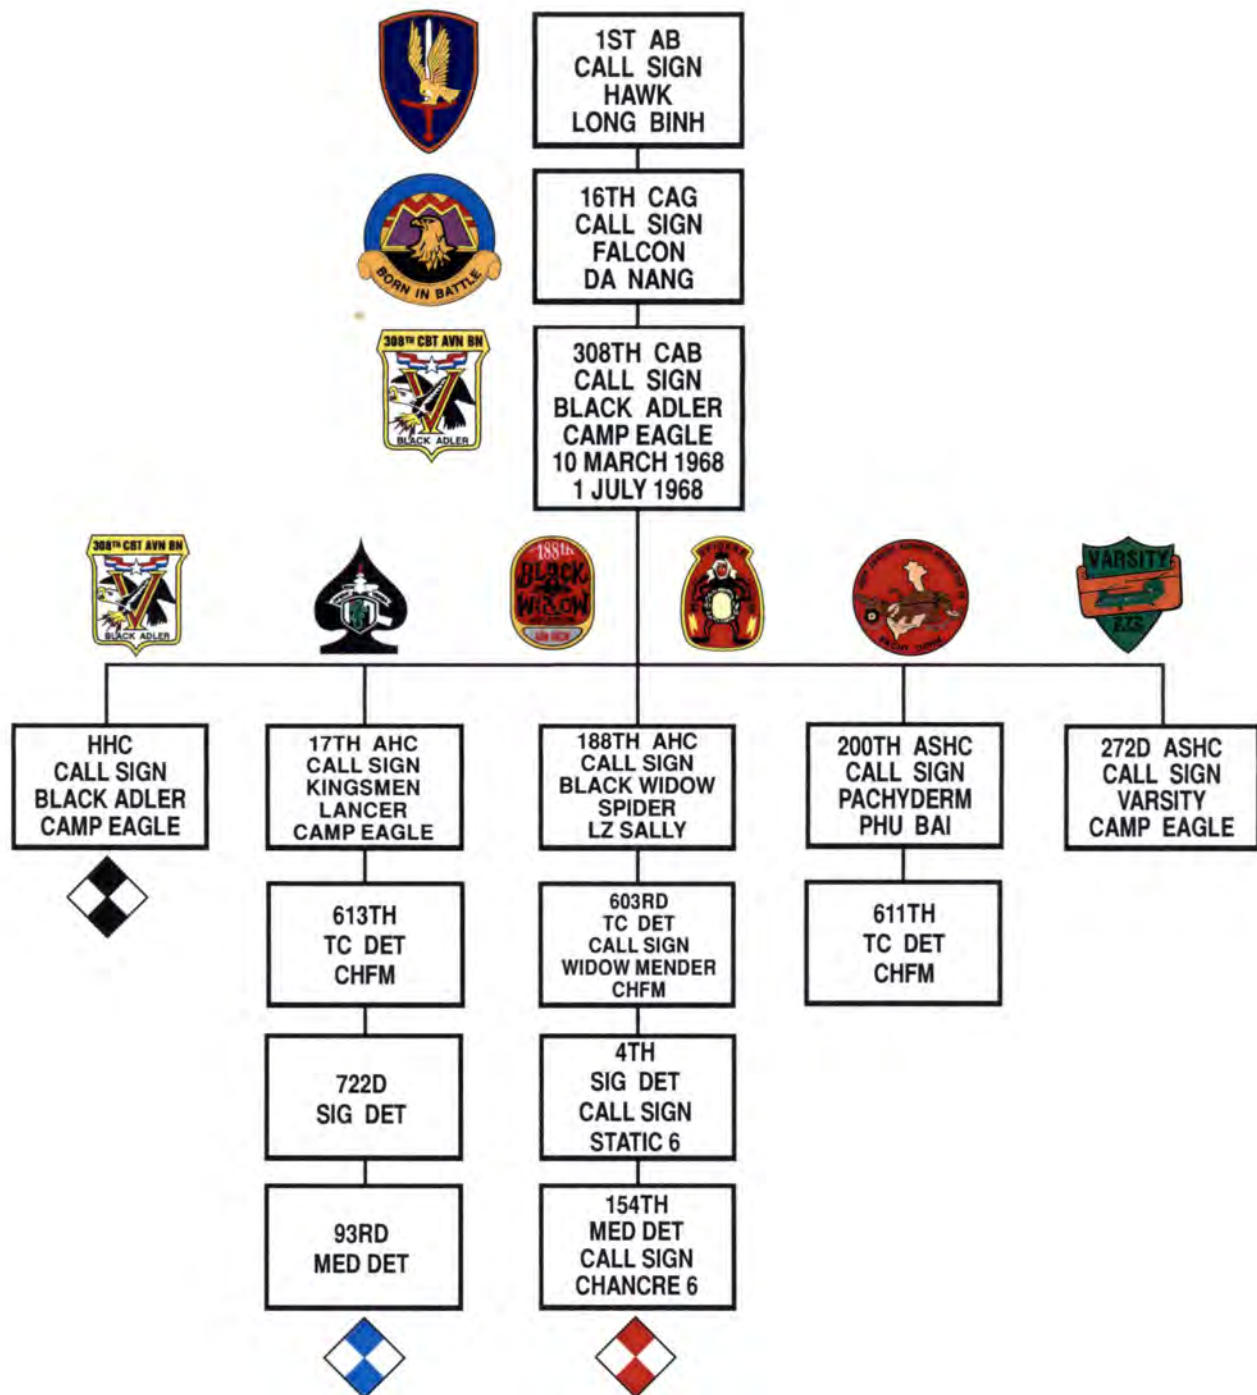 1ST AB
CALL SIGN
HAWK
LONG BINH
BORN IN BATTLE
16TH CAG
CALL SIGN
FALCON
DA NANG
308TH CBT AVN BN
BLACK ADLER
308TH CAB
CALL SIGN
BLACK ADLER
CAMP EAGLE
10 MARCH 1968
1 JULY 1968
308TH CBT AVN BN
BLACK ADLER
188TH
BLACK
WIDOW
SPIDERS
VARSITY
HHC
CALL SIGN
BLACK ADLER
CAMP EAGLE
17TH AHC
CALL SIGN
KINGSMEN
LANCER
CAMP EAGLE
188TH AHC
CALL SIGN
BLACK WIDOW
SPIDER
LZ SALLY
200TH ASHC
CALL SIGN
PACHYDERM
PHU BAI
272D ASHC
CALL SIGN
VARSITY
CAMP EAGLE
613TH
TC DET
CHFM
603RD
TC DET
CALL SIGN
WIDOW MENDER
CHFM
611TH
TC DET
CHFM
722D
SIG DET
4TH
SIG DET
CALL SIGN
STATIC 6
93RD
MED DET
154TH
MED DET
CALL SIGN
CHANCRE 6